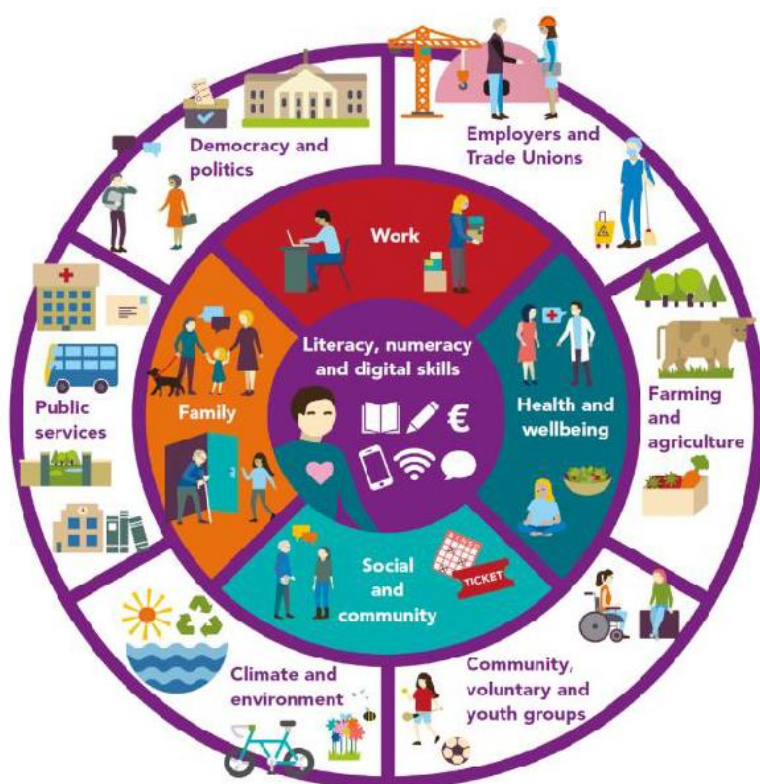 Democracy and
politics
Employers and
Trade Unions
Work
Literacy, numeracy
and digital skills
Family
Health and
wellbeing
Public
services
Farming
and
agriculture
€
Social
and
community
BINGO
TICKET
Climate and
environment
Community,
voluntary and
youth groups